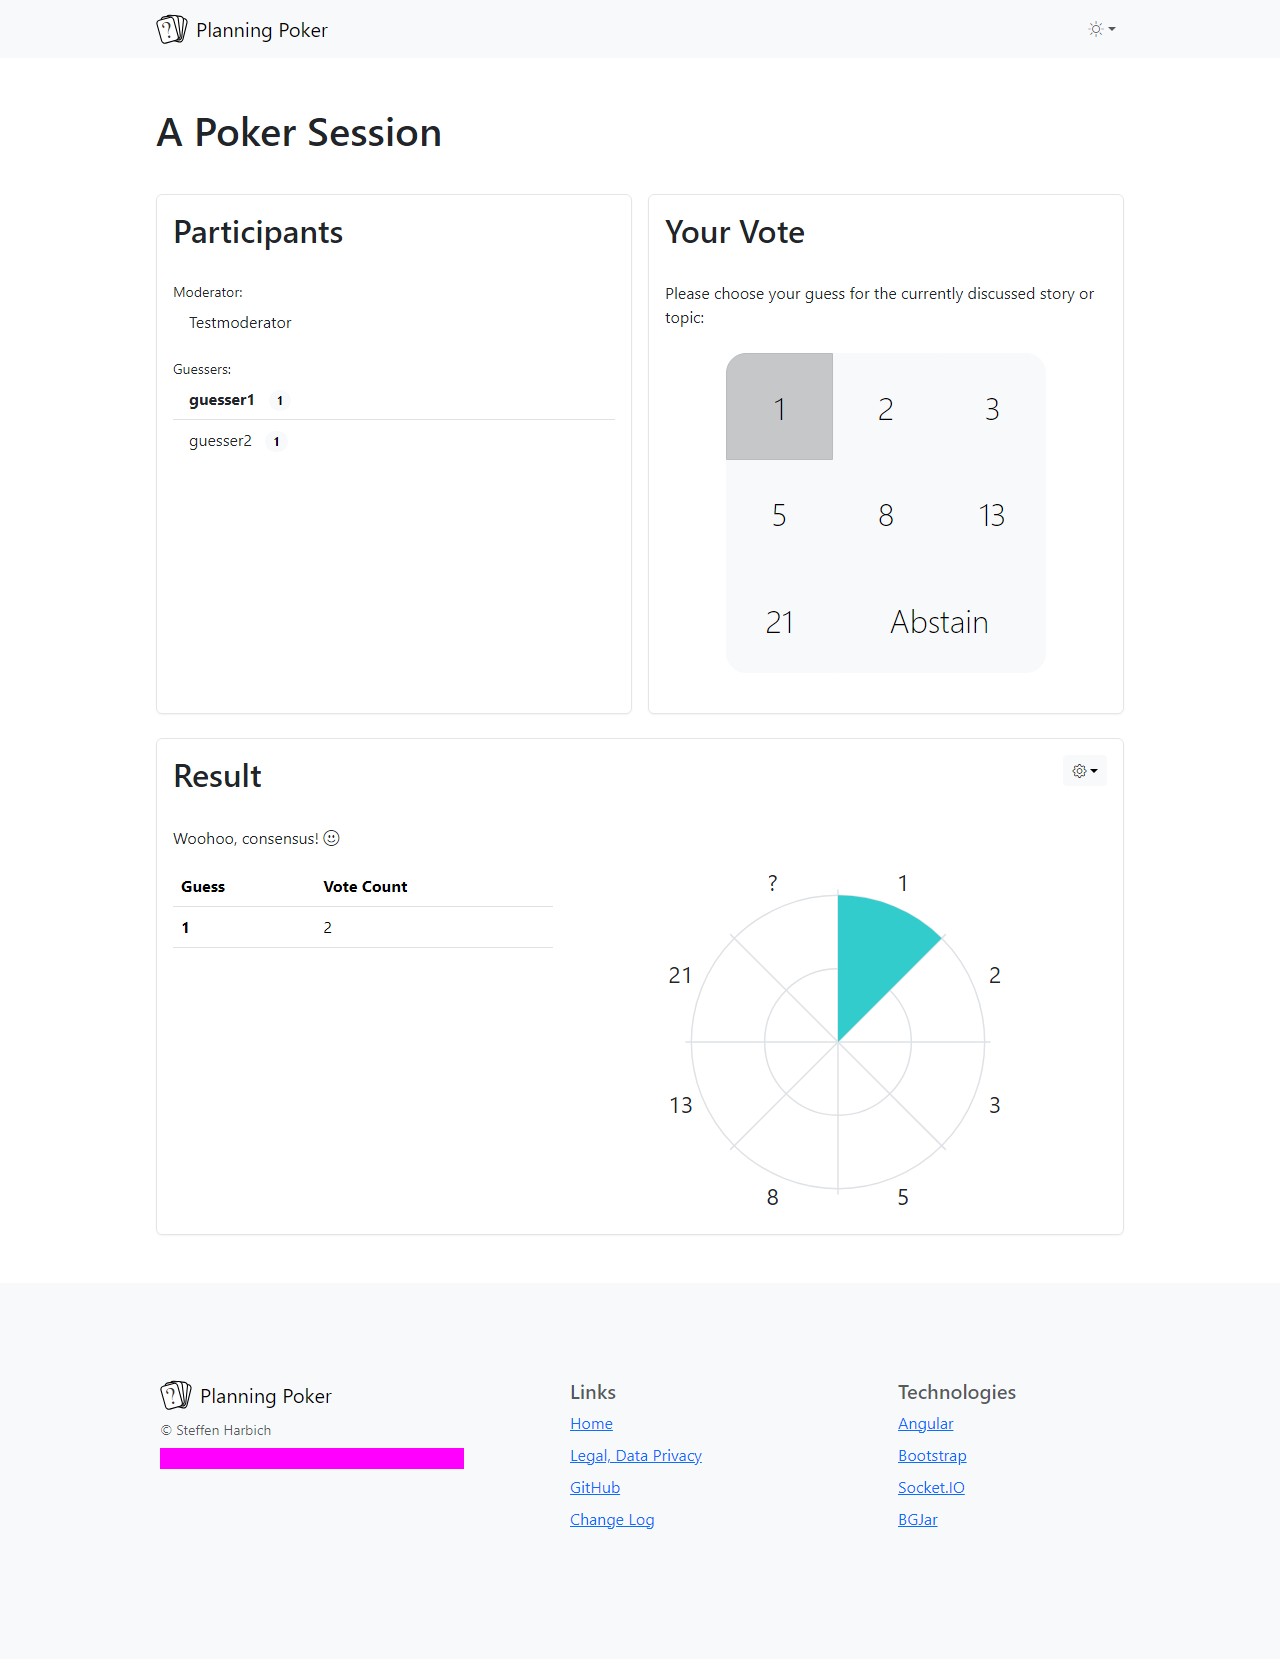 Planning Poker
A Poker Session
Participants
Moderator:
Testmoderator
Guessers:
guesser1 1
guesser2 1
Your Vote
Please choose your guess for the currently discussed story or
topic:
1 2 3
5 8 13
21 Abstain
Result
Woohoo, consensus!
Guess Vote Count
1 2
? 1
21 2
13 3
8 5
Planning Poker
© Steffen Harbich
Links
Home
Legal, Data Privacy
GitHub
Change Log
Technologies
Angular
Bootstrap
Socket.IO
BGJar